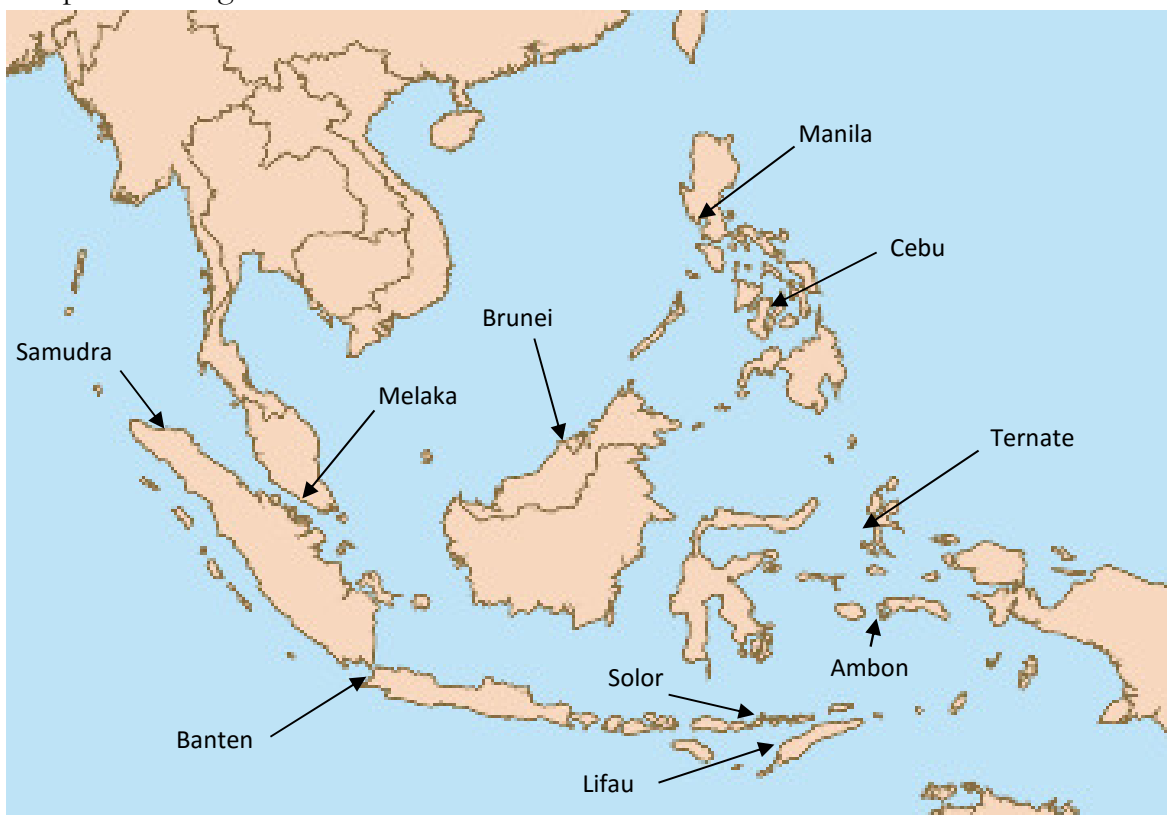 Manila
Cebu
Brunei
Samudra
Melaka
Ternate
Ambon
Solor
Banten
Lifau